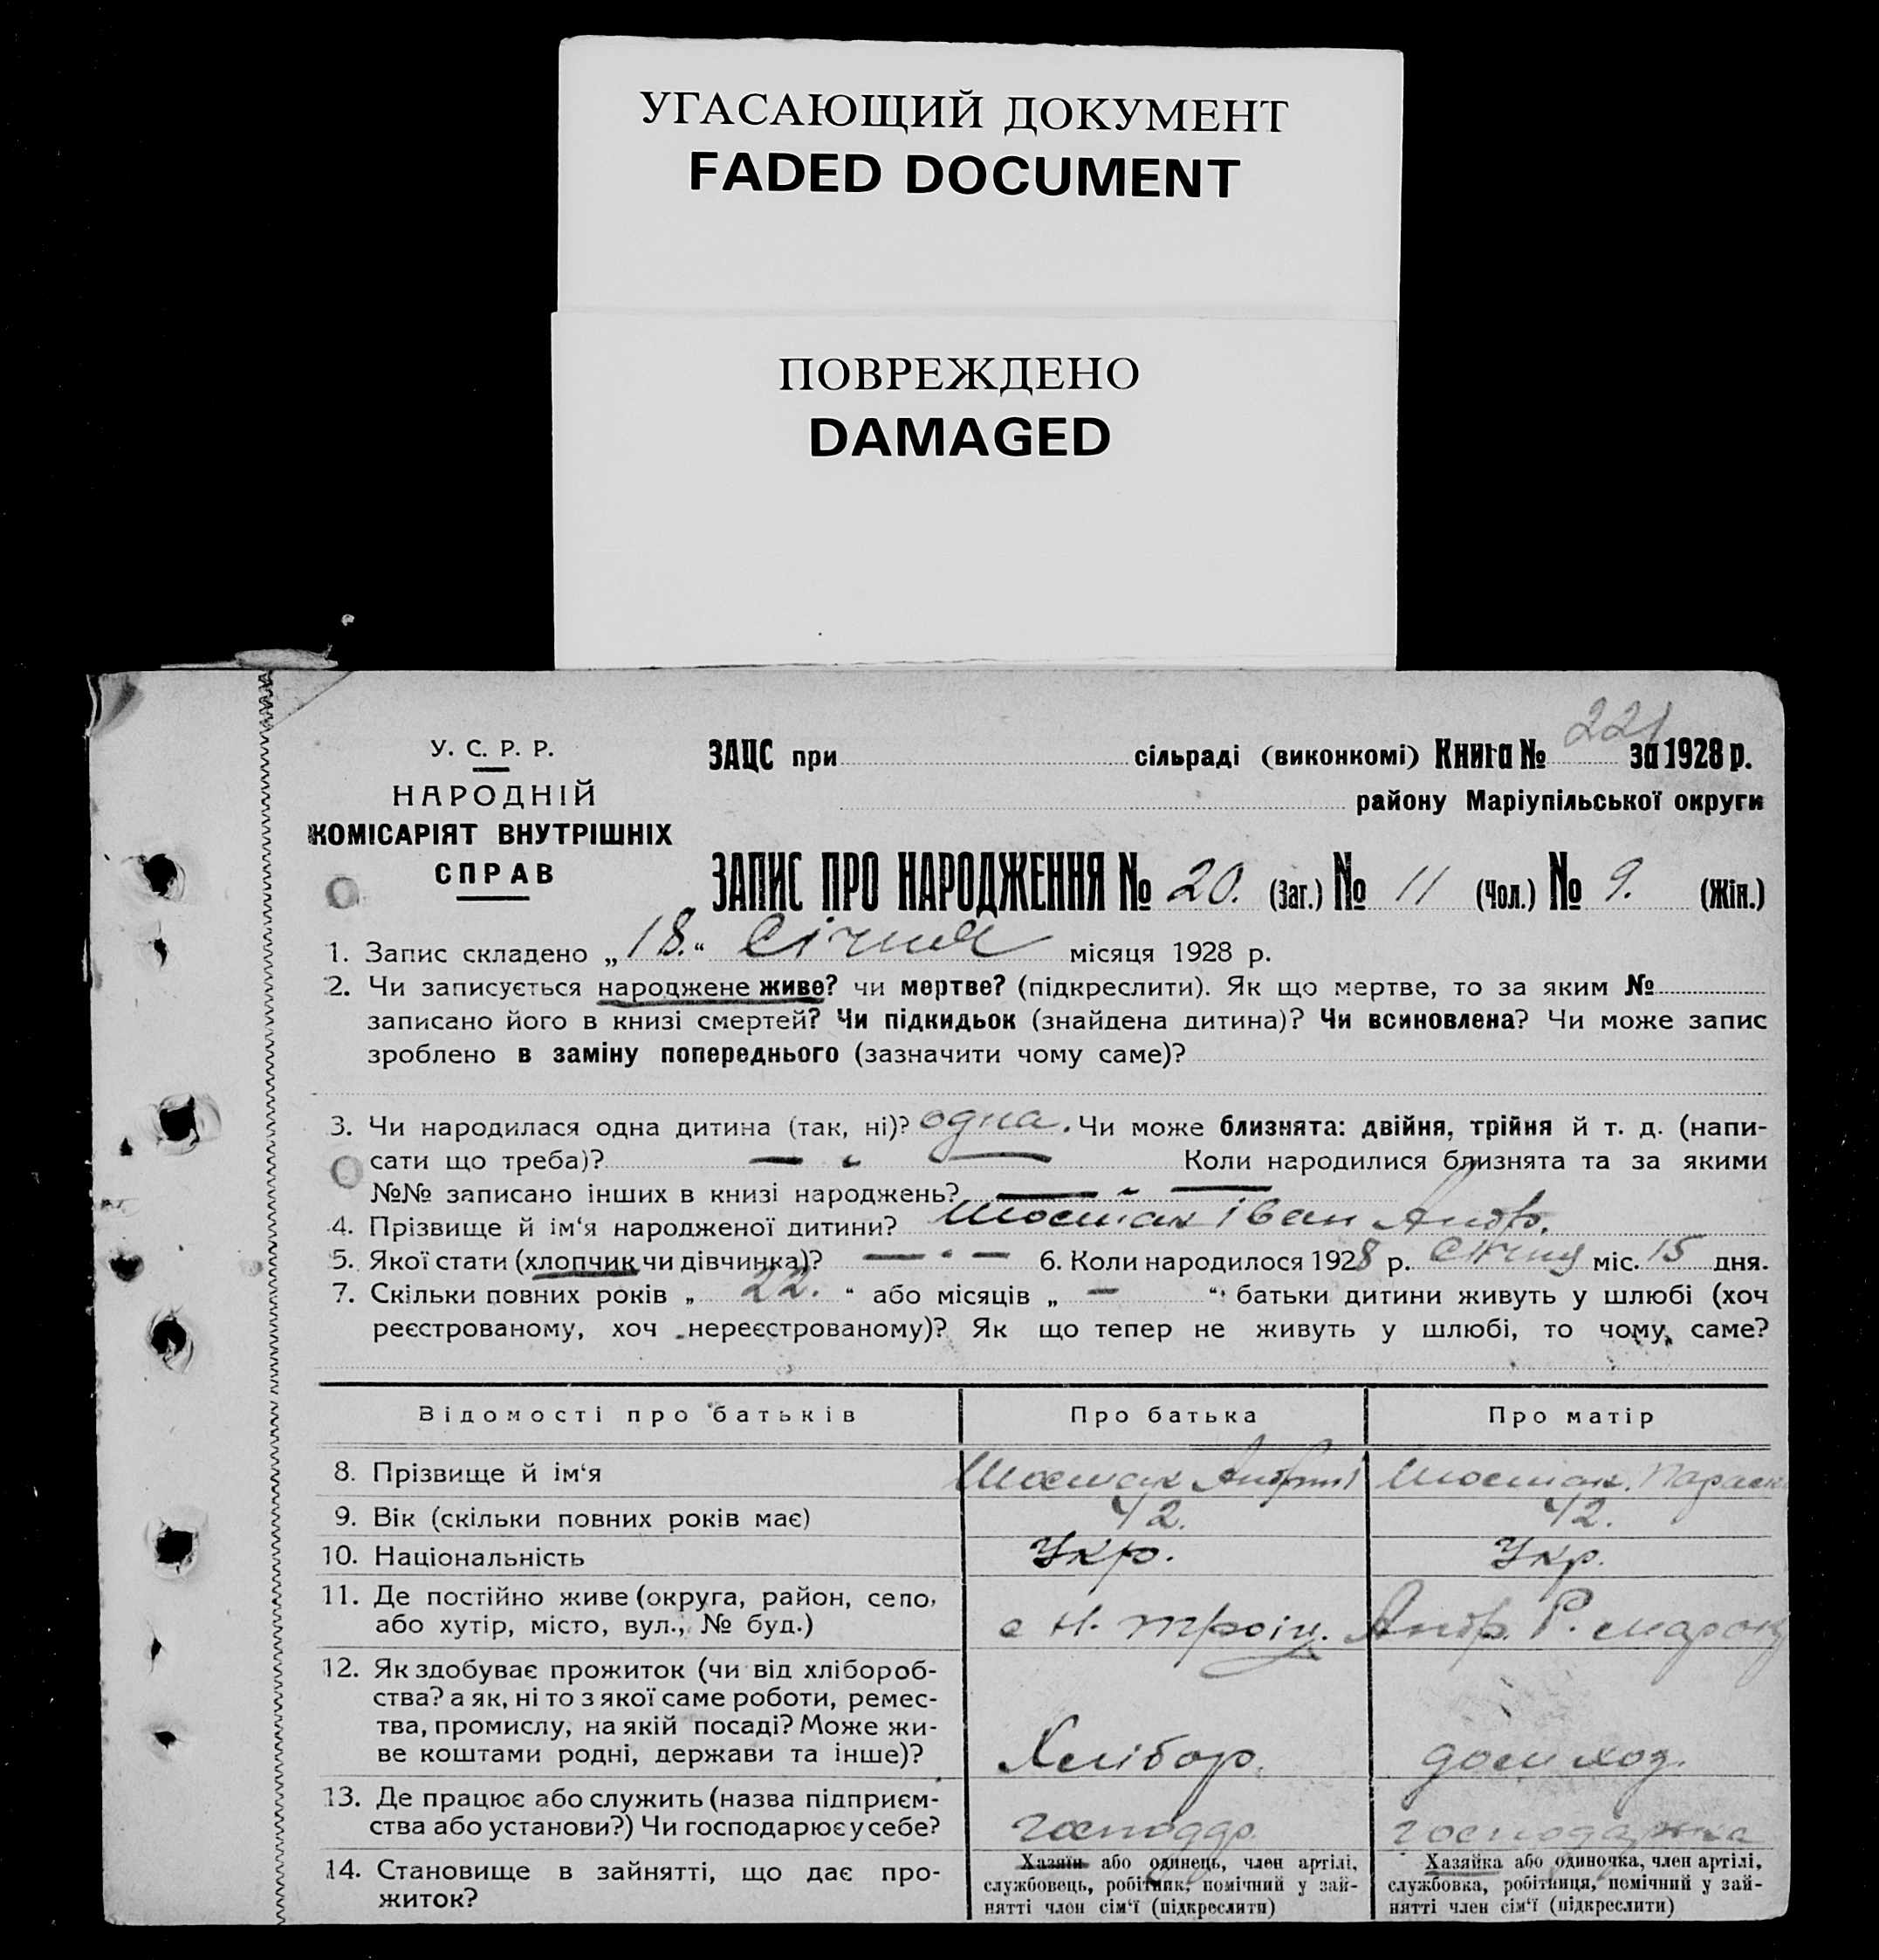 УГАСАЮЩИЙ ДОКУМЕНТ
FADED DOCUMENT
ПОВРЕЖДЕНО
DAMAGED
У. С. Р. Р.
НАРОДНІЙ
КОМІСАРІЯТ ВНУТРІШНІХ
СПРАВ
ЗАЦС при сільраді (виконкомі) Книга № 221 за 1928 р.
району Маріупільської округи
ЗАПИС ПРО НАРОДЖЕННЯ № 20. (Заг.) № 11 (Чол.) № 9. (Жін.)
1. Запис складено „18.“ Січня місяця 1928 р.
2. Чи записується народжене живе? чи мертве? (підкреслити). Як що мертве, то за яким №
записано його в книзі смертей? Чи підкидьок (знайдена дитина)? Чи всиновлена? Чи може запис
зроблено в заміну попереднього (зазначити чому саме)?
3. Чи народилася одна дитина (так, ні)? одна. Чи може близнята: двійня, трійня й т. д. (напи-
сати що треба)? — „ — Коли народилися близнята та за якими
№№ записано інших в книзі народжень? — „ —
4. Прізвище й ім‘я народженої дитини? Шостак Іван Андр.
5. Якої стати (хлопчик чи дівчинка)? — „ — 6. Коли народилося 1928 р. Січня міс. 15 дня.
7. Скільки повних років „ 22. “ або місяців „ — “ батьки дитини живуть у шлюбі (хоч
реєстрованому, хоч нереєстрованому)? Як що тепер не живуть у шлюбі, то чому саме?
Відомості про батьків Про батька Про матір
8. Прізвище й ім‘я Шостак Андрій Шостак. Параск
9. Вік (скільки повних років має) 42. 42.
10. Національність Укр. Укр.
11. Де постійно живе (округа, район, село,
або хутір, місто, вул., № буд.) с Н. Троіц. Андр. Р. Маріюп
12. Як здобуває прожиток (чи від хлібороб-
ства? а як, ні то з якої саме роботи, ремес-
тва, промислу, на якій посаді? Може жи-
ве коштами родні, держави та інше)? Хлібор. дом хоз.
13. Де працює або служить (назва підприєм-
ства або установи?) Чи господарює у себе? господар. господарка
14. Становище в зайнятті, що дає про-
житок?
Хазяїн або одинець, член артілі,
службовець, робітник, помічний у зай-
нятті член сім‘ї (підкреслити)
Хазяйка або одиночка, член артілі,
службовка, робітниця, помічний у зай-
нятті член сім‘ї (підкреслити)